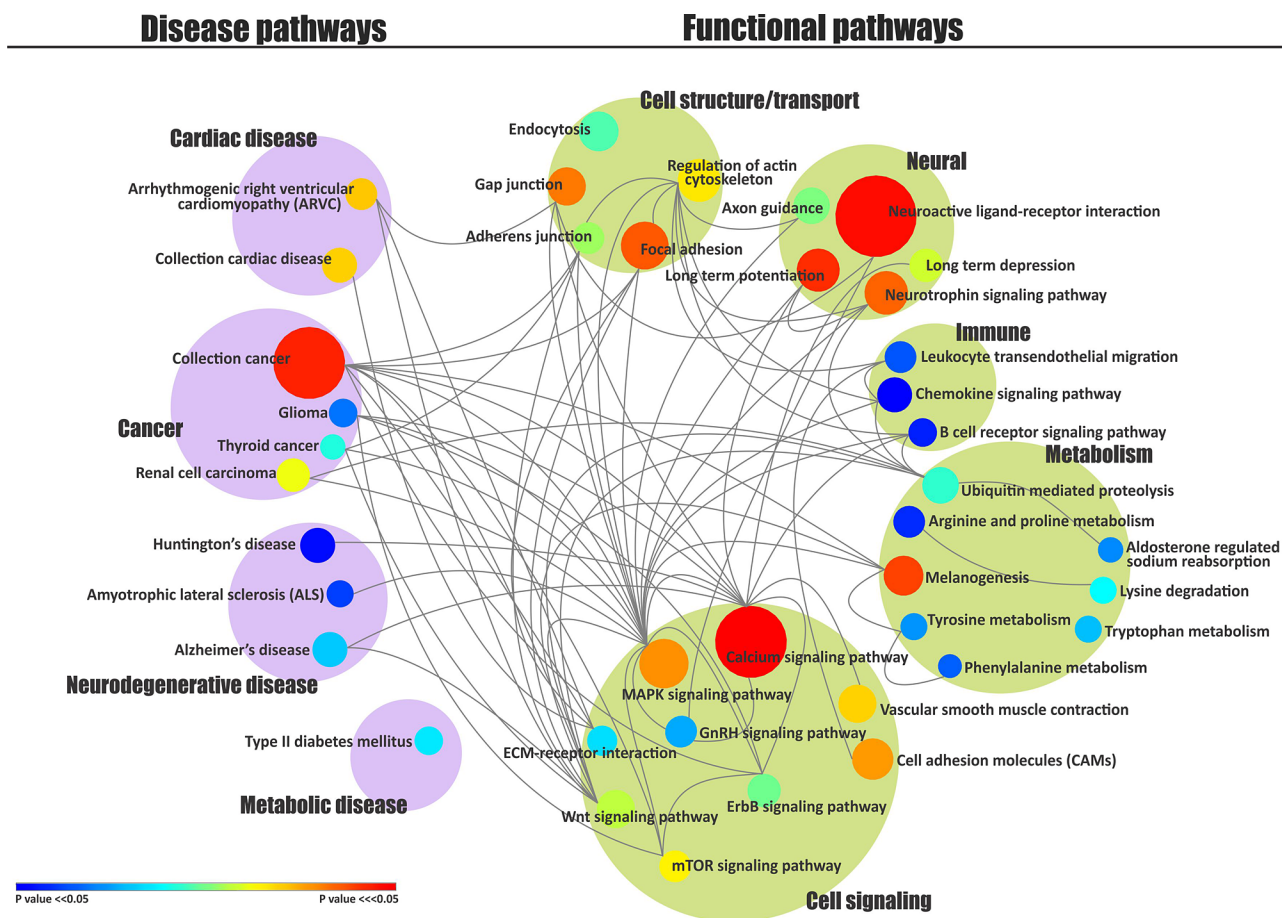 Disease pathways
Functional pathways
Cardiac disease
Arrhythmogenic right ventricular
cardiomyopathy (ARVC)
Collection cardiac disease
Collection cancer
Glioma
Cancer
Thyroid cancer
Renal cell carcinoma
Huntington's disease
Amyotrophic lateral sclerosis (ALS)
Alzheimer's disease
Neurodegenerative disease
Type II diabetes mellitus
Metabolic disease
Cell structure/transport
Endocytosis
Regulation of actin
cytoskeleton
Gap junction
Adherens junction
Focal adhesion
Neural
Axon guidance
Neuroactive ligand-receptor interaction
Long term potentiation
Long term depression
Neurotrophin signaling pathway
Immune
Leukocyte transendothelial migration
Chemokine signaling pathway
B cell receptor signaling pathway
Metabolism
Ubiquitin mediated proteolysis
Arginine and proline metabolism
Aldosterone regulated
sodium reabsorption
Melanogenesis
Lysine degradation
Tyrosine metabolism
Tryptophan metabolism
Phenylalanine metabolism
Calcium signaling pathway
MAPK signaling pathway
Vascular smooth muscle contraction
GnRH signaling pathway
ECM-receptor interaction
Cell adhesion molecules (CAMs)
ErbB signaling pathway
Wnt signaling pathway
mTOR signaling pathway
Cell signaling
P value <<0.05
P value <<<0.05